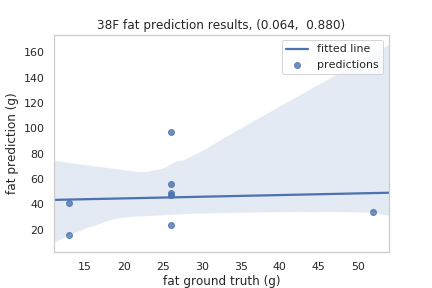 38F fat prediction results, (0.064,  0.880)
fitted line
predictions
160
140
120
100
80
60
40
20
fat prediction (g)
15 20 25 30 35 40 45 50
fat ground truth (g)